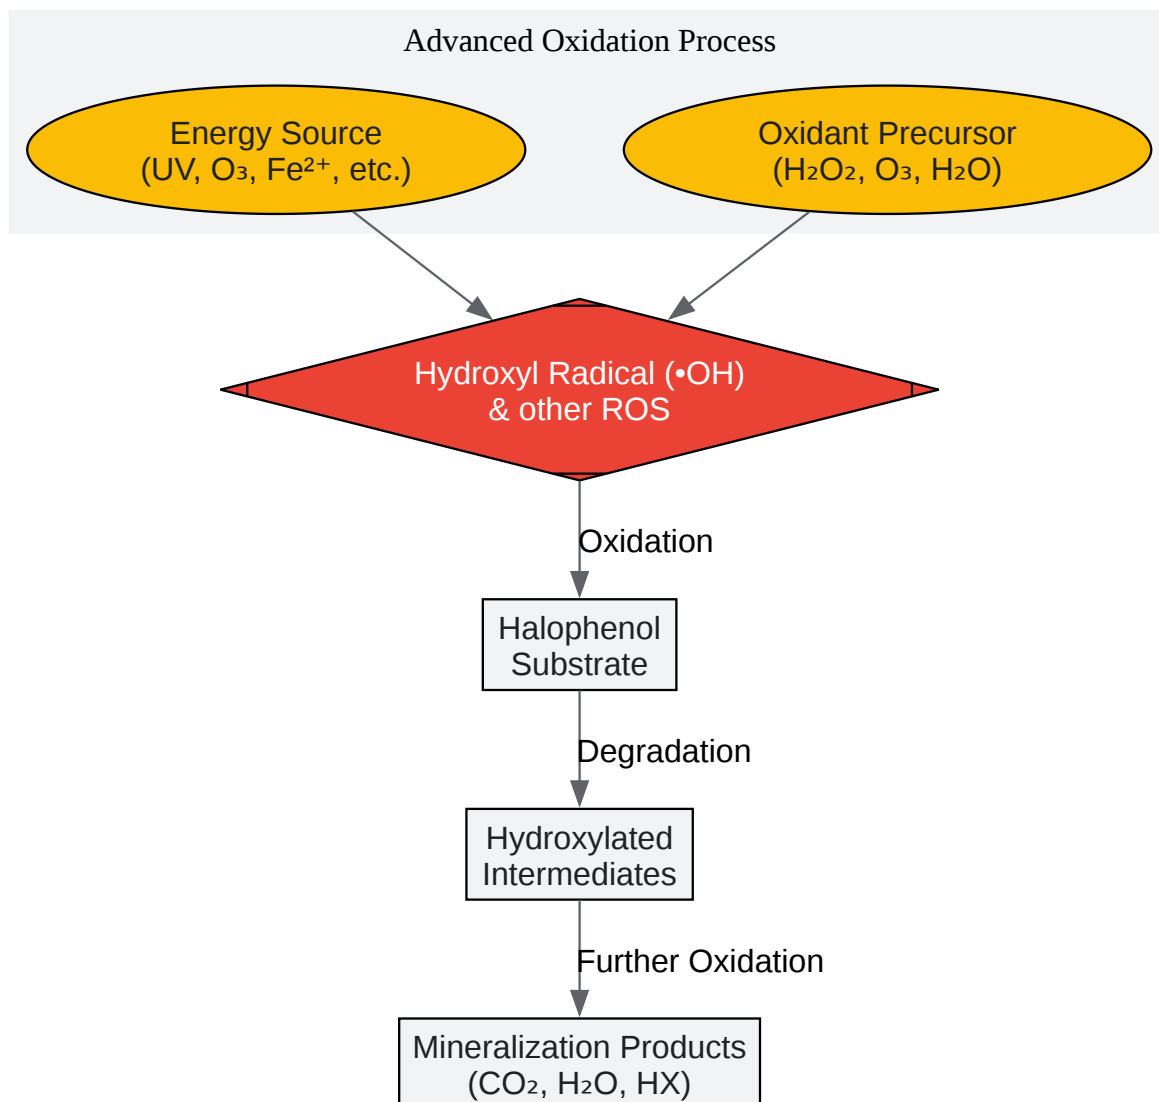 Advanced Oxidation Process
Energy Source
(UV, O₃, Fe²⁺, etc.)
Oxidant Precursor
(H₂O₂, O₃, H₂O)
Hydroxyl Radical (•OH)
& other ROS
Oxidation
Halophenol
Substrate
Degradation
Hydroxylated
Intermediates
Further Oxidation
Mineralization Products
(CO₂, H₂O, HX)